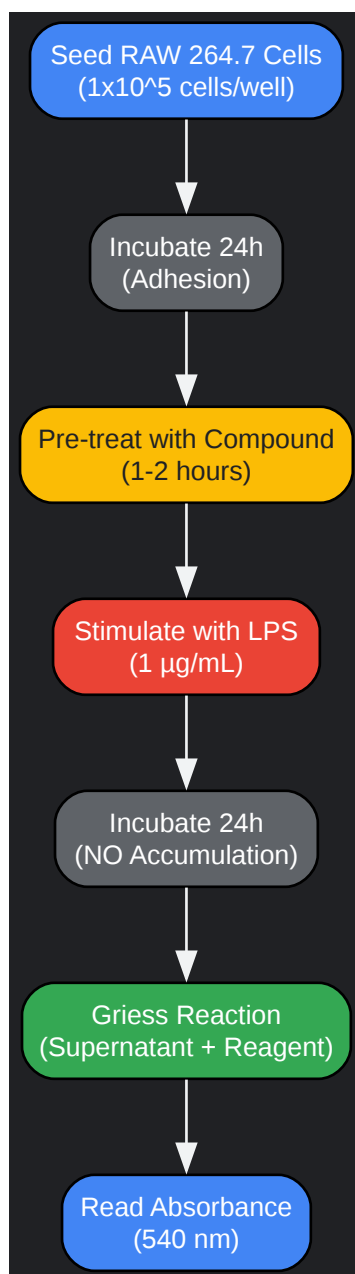 Seed RAW 264.7 Cells
(1x10^5 cells/well)
Incubate 24h
(Adhesion)
Pre-treat with Compound
(1-2 hours)
Stimulate with LPS
(1 µg/mL)
Incubate 24h
(NO Accumulation)
Griess Reaction
(Supernatant + Reagent)
Read Absorbance
(540 nm)